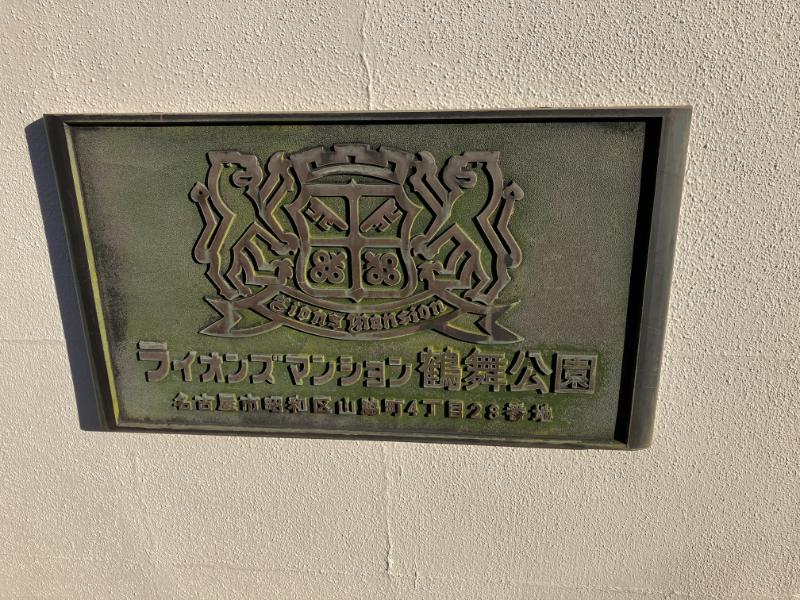 Lions Mansion
ライオンズマンション鶴舞公園
名古屋市昭和区山脇町4丁目28番地